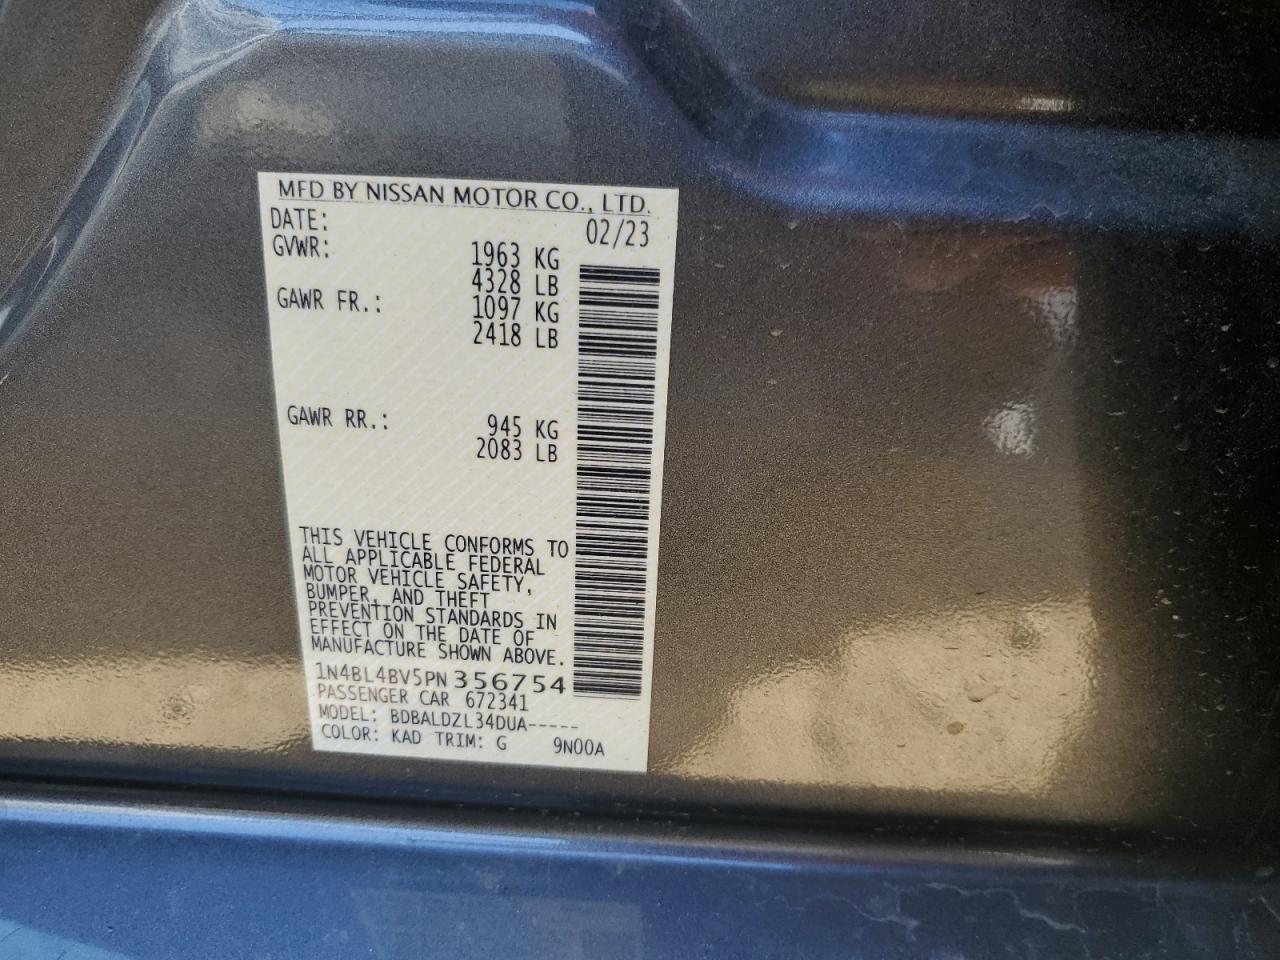 MFD BY NISSAN MOTOR CO., LTD.
DATE: 02/23
GVWR: 1963 KG
4328 LB
GAWR FR.: 1097 KG
2418 LB
GAWR RR.: 945 KG
2083 LB
THIS VEHICLE CONFORMS TO
ALL APPLICABLE FEDERAL
MOTOR VEHICLE SAFETY,
BUMPER, AND THEFT
PREVENTION STANDARDS IN
EFFECT ON THE DATE OF
MANUFACTURE SHOWN ABOVE.
1N4BL4BV5PN356754
PASSENGER CAR 672341
MODEL: BDBALDZL34DUA-----
COLOR: KAD TRIM: G 9N00A